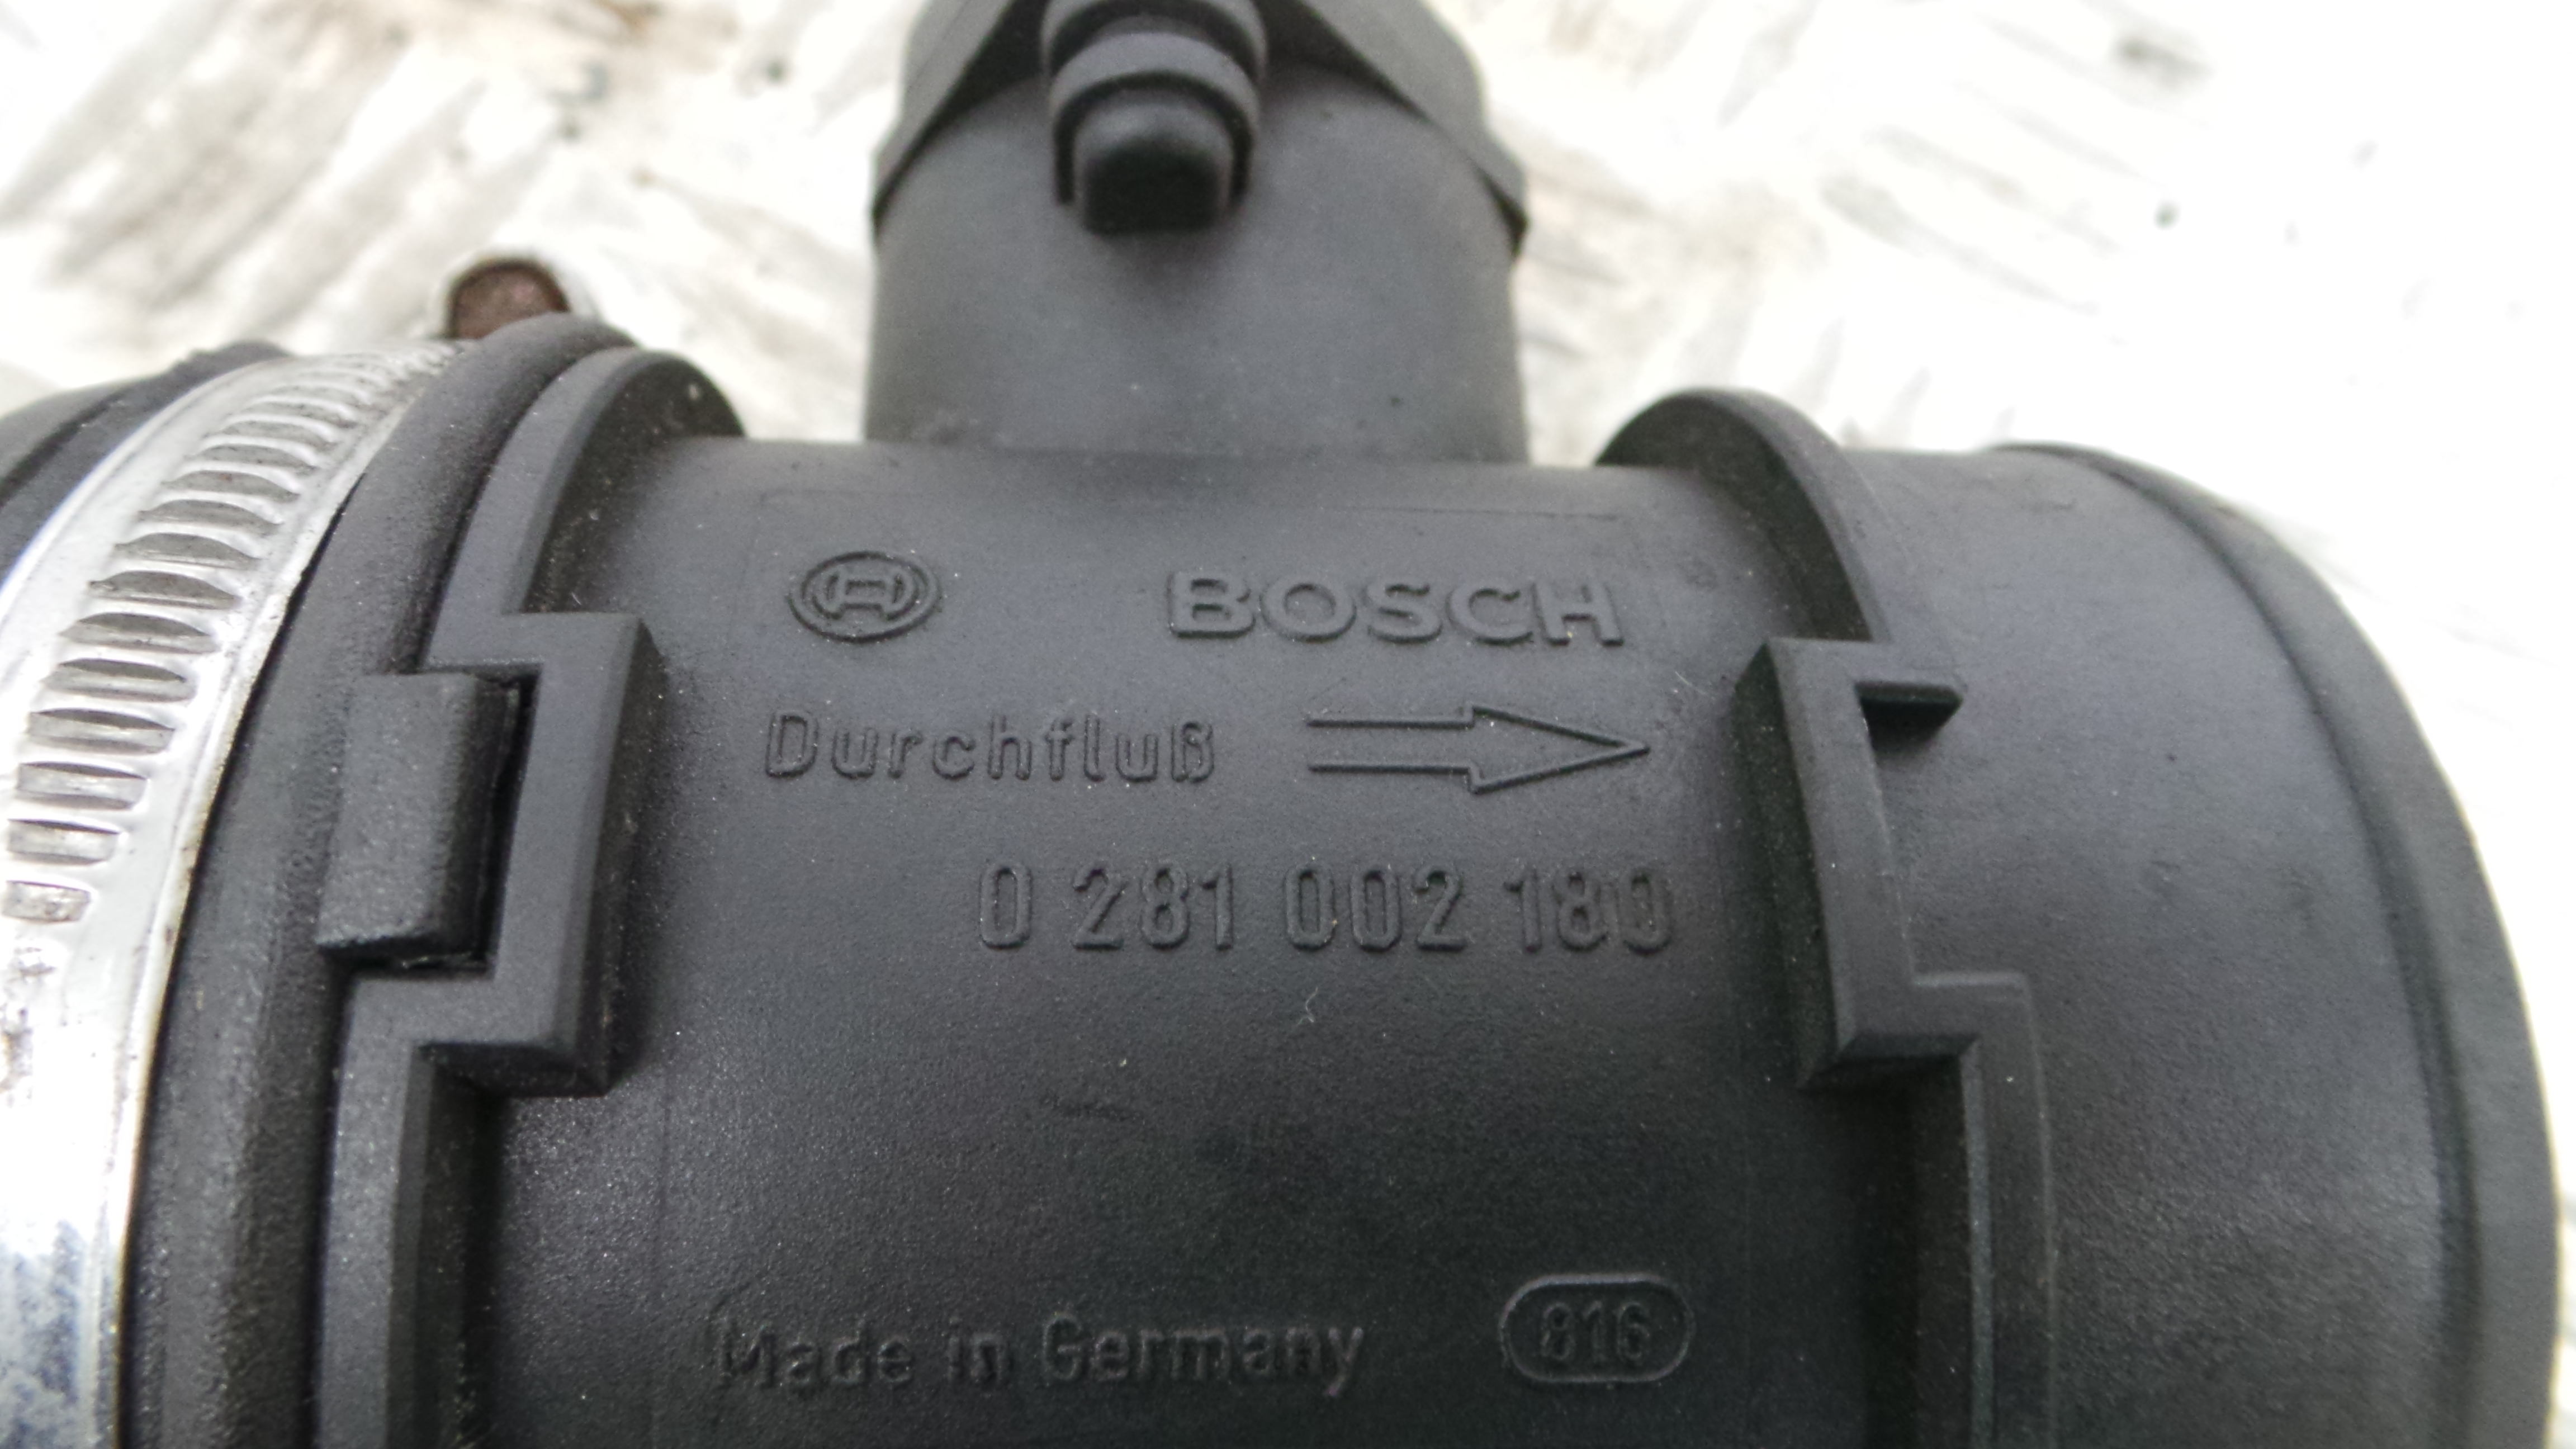 BOSCH
Durchfluß
0 281 002 180
Made in Germany 816